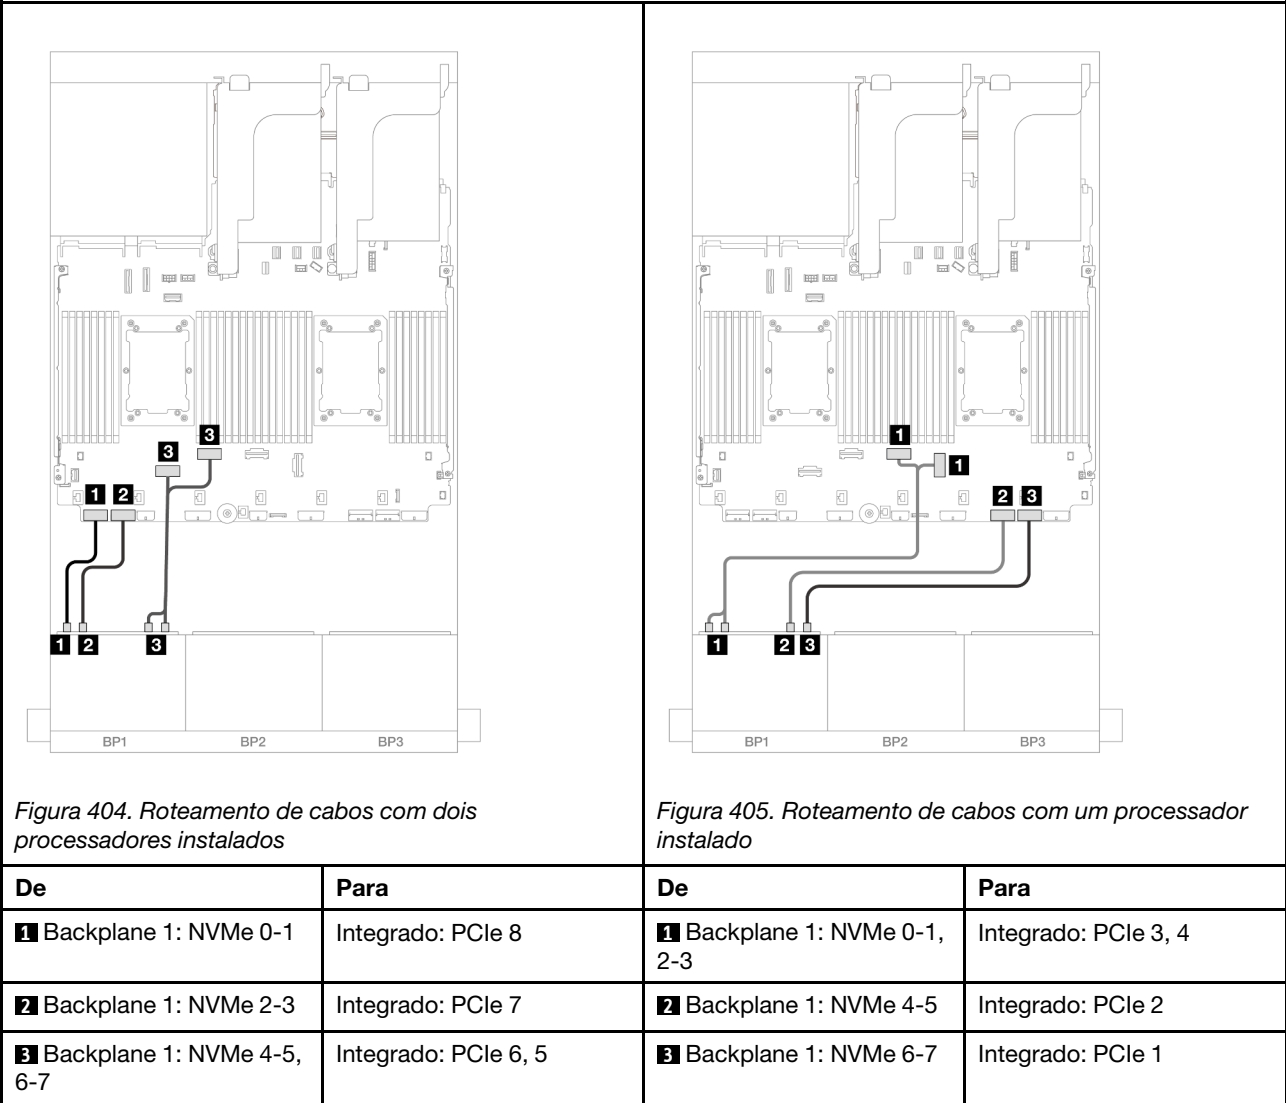 3
3
1 2
1 2 3
BP1 BP2 BP3
Figura 404. Roteamento de cabos com dois
processadores instalados
1
1
2 3
1 2 3
BP1 BP2 BP3
Figura 405. Roteamento de cabos com um processador
instalado
De Para De Para
1 Backplane 1: NVMe 0-1 Integrado: PCIe 8 1 Backplane 1: NVMe 0-1, Integrado: PCIe 3, 4
2-3
2 Backplane 1: NVMe 2-3 Integrado: PCIe 7 2 Backplane 1: NVMe 4-5 Integrado: PCIe 2
3 Backplane 1: NVMe 4-5, Integrado: PCIe 6, 5 3 Backplane 1: NVMe 6-7 Integrado: PCIe 1
6-7